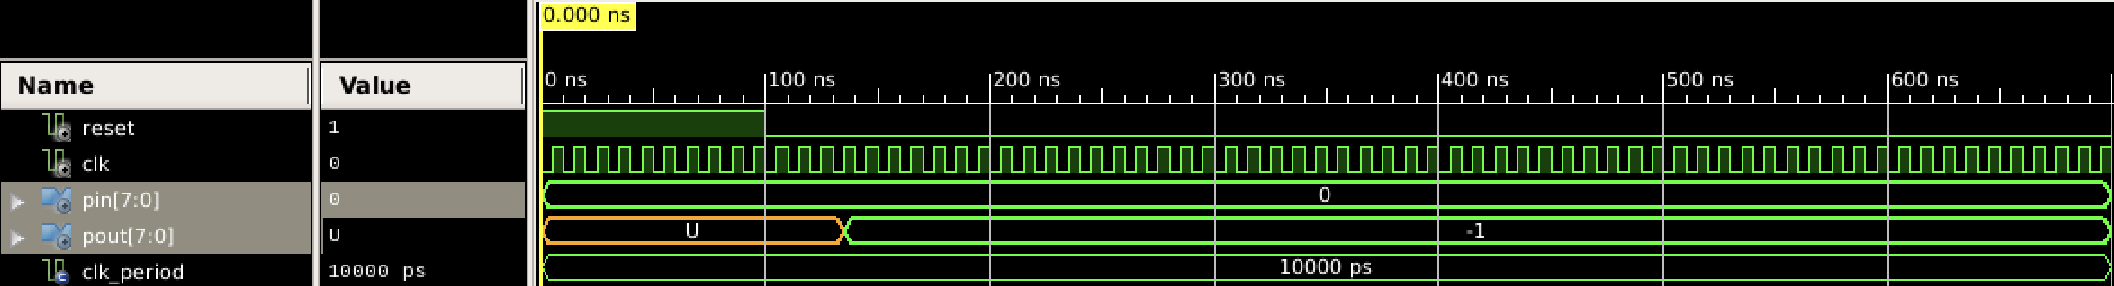 0.000 ns
Name Value 0 ns 100 ns 200 ns 300 ns 400 ns 500 ns 600 ns
reset 1
clk 0
pin[7:0] 0 0
pout[7:0] U U -1
clk_period 10000 ps 10000 ps